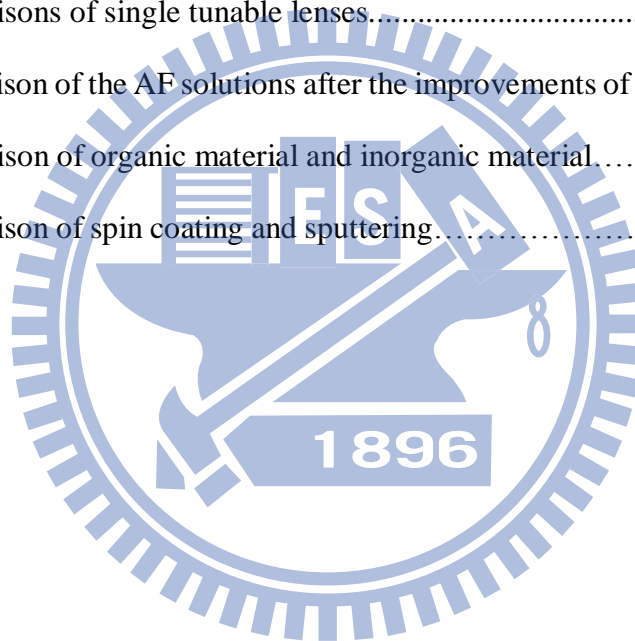 isons of single tunable lenses...............................
ison of the AF solutions after the improvements of
ison of organic material and inorganic material….
ison of spin coating and sputtering…………………
E S A
8
1896